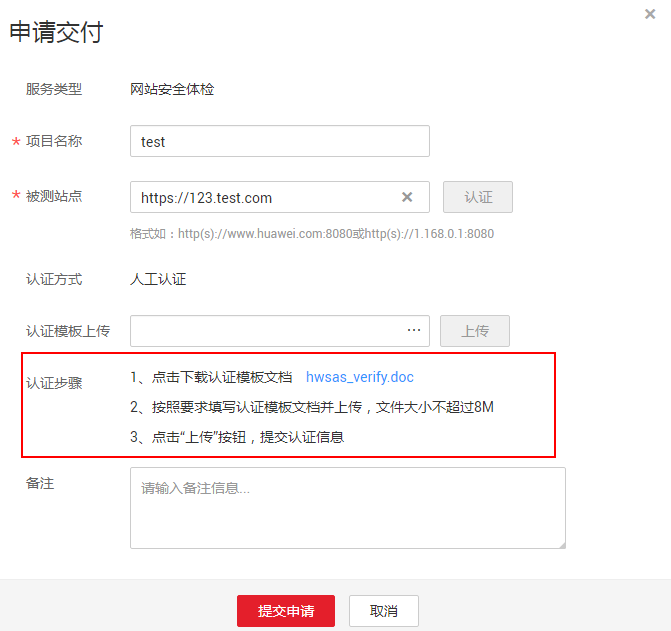 申请交付
服务类型 网站安全体检
* 项目名称 test
* 被测站点 https://123.test.com 认证
格式如：http(s)://www.huawei.com:8080或http(s)://1.168.0.1:8080
认证方式 人工认证
认证模板上传 ... 上传
认证步骤 1、点击下载认证模板文档 hwsas_verify.doc
2、按照要求填写认证模板文档并上传，文件大小不超过8M
3、点击“上传”按钮，提交认证信息
备注 请输入备注信息...
提交申请 取消